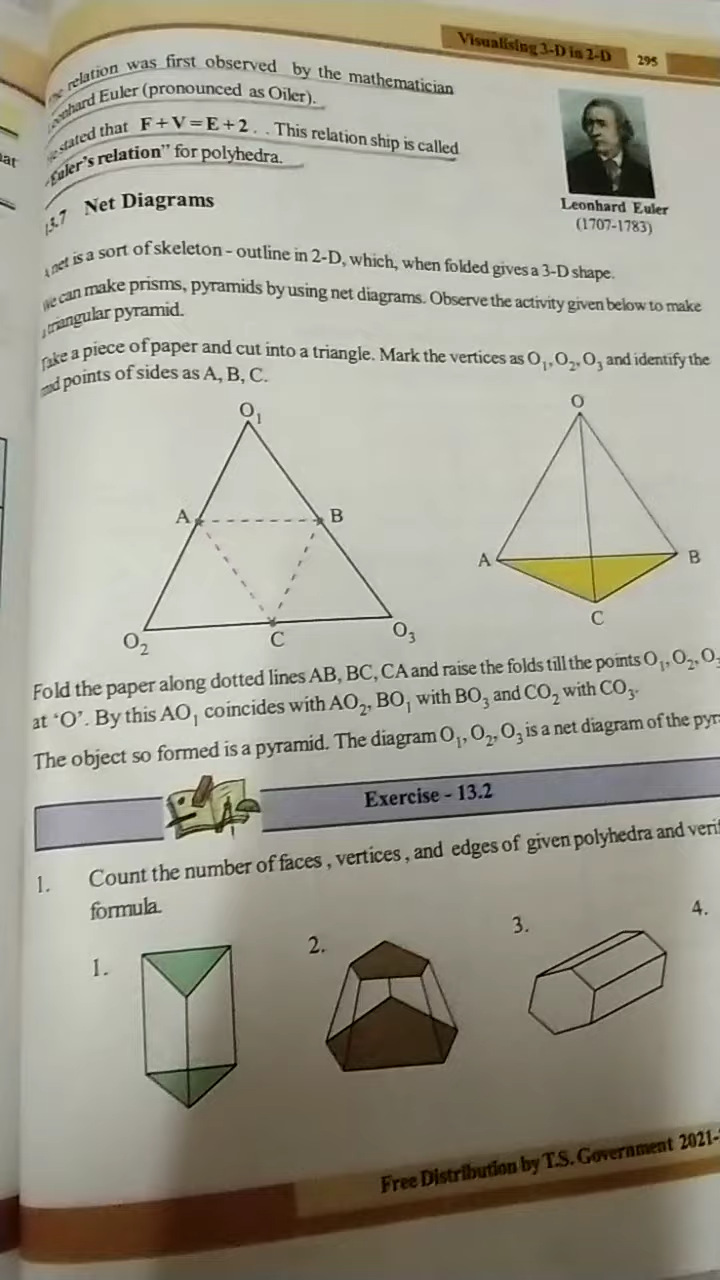 Visualising 3-D in 2-D 295
relation was first observed by the mathematician
Euler (pronounced as Oiler).
stated that F+V=E+2 . . This relation ship is called
Euler's relation" for polyhedra.
Leonhard Euler
(1707-1783)
13.7 Net Diagrams
net is a sort of skeleton - outline in 2-D, which, when folded gives a 3-D shape.
We can make prisms, pyramids by using net diagrams. Observe the activity given below to make
triangular pyramid.
Take a piece of paper and cut into a triangle. Mark the vertices as O₁, O₂, O₃ and identify the
mid points of sides as A, B, C.
O₁
A
B
O₂
C
O₃
O
A
B
C
Fold the paper along dotted lines AB, BC, CA and raise the folds till the points O₁, O₂, O
at 'O'. By this AO₁ coincides with AO₂, BO₁ with BO₃ and CO₂ with CO₃.
The object so formed is a pyramid. The diagram O₁, O₂, O₃ is a net diagram of the
Exercise - 13.2
1. Count the number of faces , vertices , and edges of given polyhedra and
formula.
1.
2.
3.
4.
Free Distribution by T.S. Government 2021-